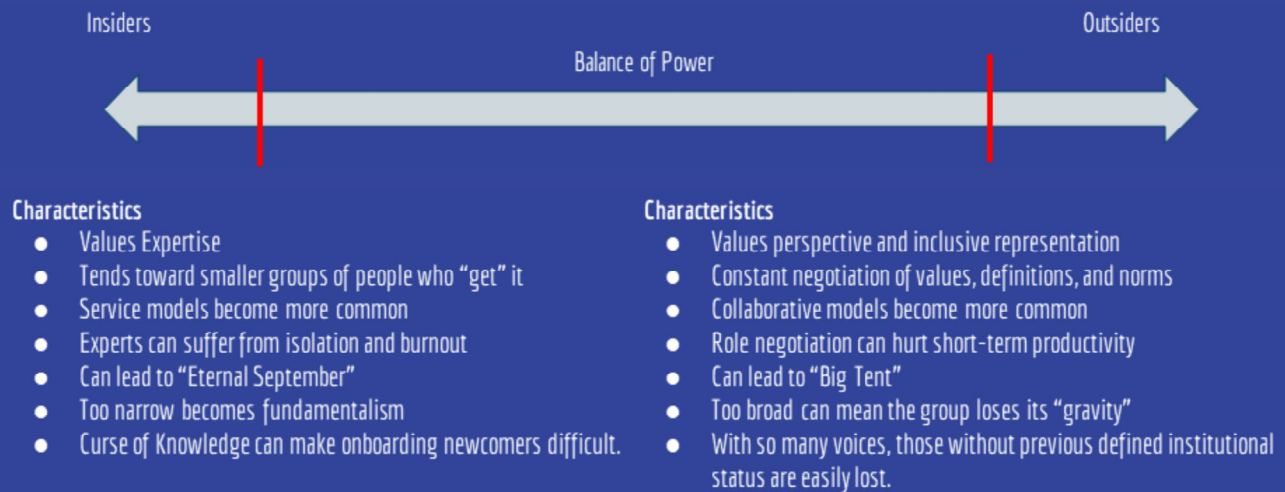 Insiders
Outsiders
Balance of Power
Characteristics
● Values Expertise
● Tends toward smaller groups of people who “get” it
● Service models become more common
● Experts can suffer from isolation and burnout
● Can lead to “Eternal September”
● Too narrow becomes fundamentalism
● Curse of Knowledge can make onboarding newcomers difficult.
Characteristics
● Values perspective and inclusive representation
● Constant negotiation of values, definitions, and norms
● Collaborative models become more common
● Role negotiation can hurt short-term productivity
● Can lead to “Big Tent”
● Too broad can mean the group loses its “gravity”
● With so many voices, those without previous defined institutional
status are easily lost.